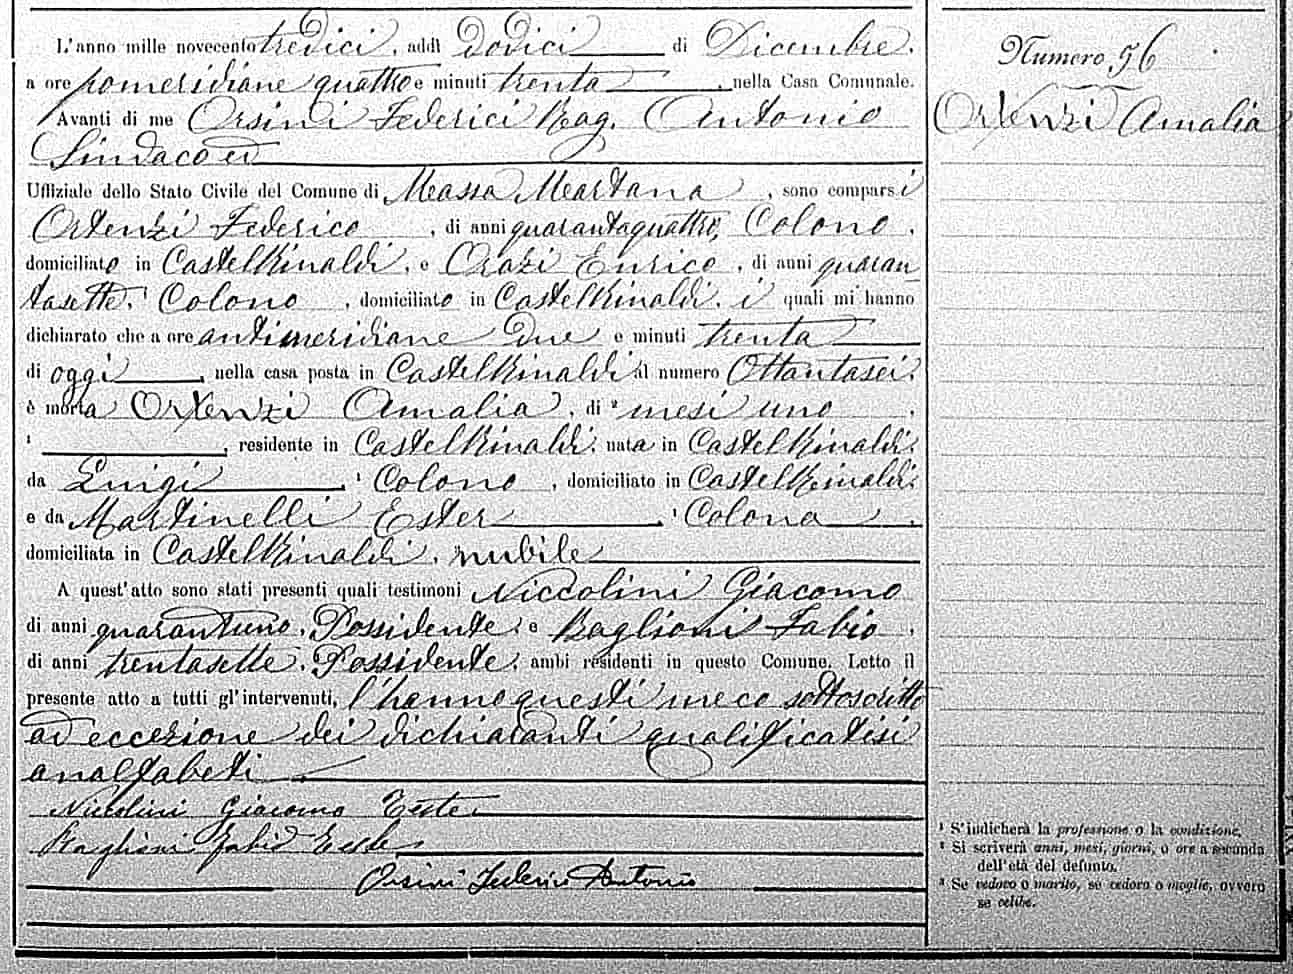 L'anno mille novecento tredici, addì Dodici di Dicembre,
a ore pomeridiane quattro e minuti trenta, nella Casa Comunale.
Avanti di me Orsini Federici Rag. Antonio
Sindaco ed
Uffiziale dello Stato Civile del Comune di Massa Martana, sono comparsi
Ortenzi Federico, di anni quarantaquattro, Colono,
domiciliato in CastelRinaldi, e Orazi Enrico, di anni quaran
tasette, ¹ Colono, domiciliato in CastelRinaldi, i quali mi hanno
dichiarato che a ore antimeridiane Due e minuti trenta
di oggi, nella casa posta in CastelRinaldi al numero Ottantasei,
è morta Ortenzi Amalia, di ² mesi uno,
¹ , residente in CastelRinaldi, nata in CastelRinaldi,
da Luigi, ¹ Colono, domiciliato in CastelRinaldi,
e da Martinelli Ester, ¹ Colona,
domiciliata in CastelRinaldi, nubile
A quest'atto sono stati presenti quali testimoni Niccolini Giacomo
di anni quarantuno, Possidente, e Baglioni Fabio,
di anni trentasette, Possidente, ambi residenti in questo Comune. Letto il
presente atto a tutti gl'intervenuti, l'hanno questi meco sottoscritto
ad eccezione dei dichiaranti qualificatisi
analfabeti
Niccolini Giacomo Teste
Baglioni Fabio Teste
Orsini Federici Antonio
Numero 56
Ortenzi Amalia
¹ S'indicherà la professione o la condizione.
² Si scriverà anni, mesi, giorni, o ore a seconda
dell'età del defunto.
³ Se vedovo o marito, se vedova o moglie, ovvero
se celibe.